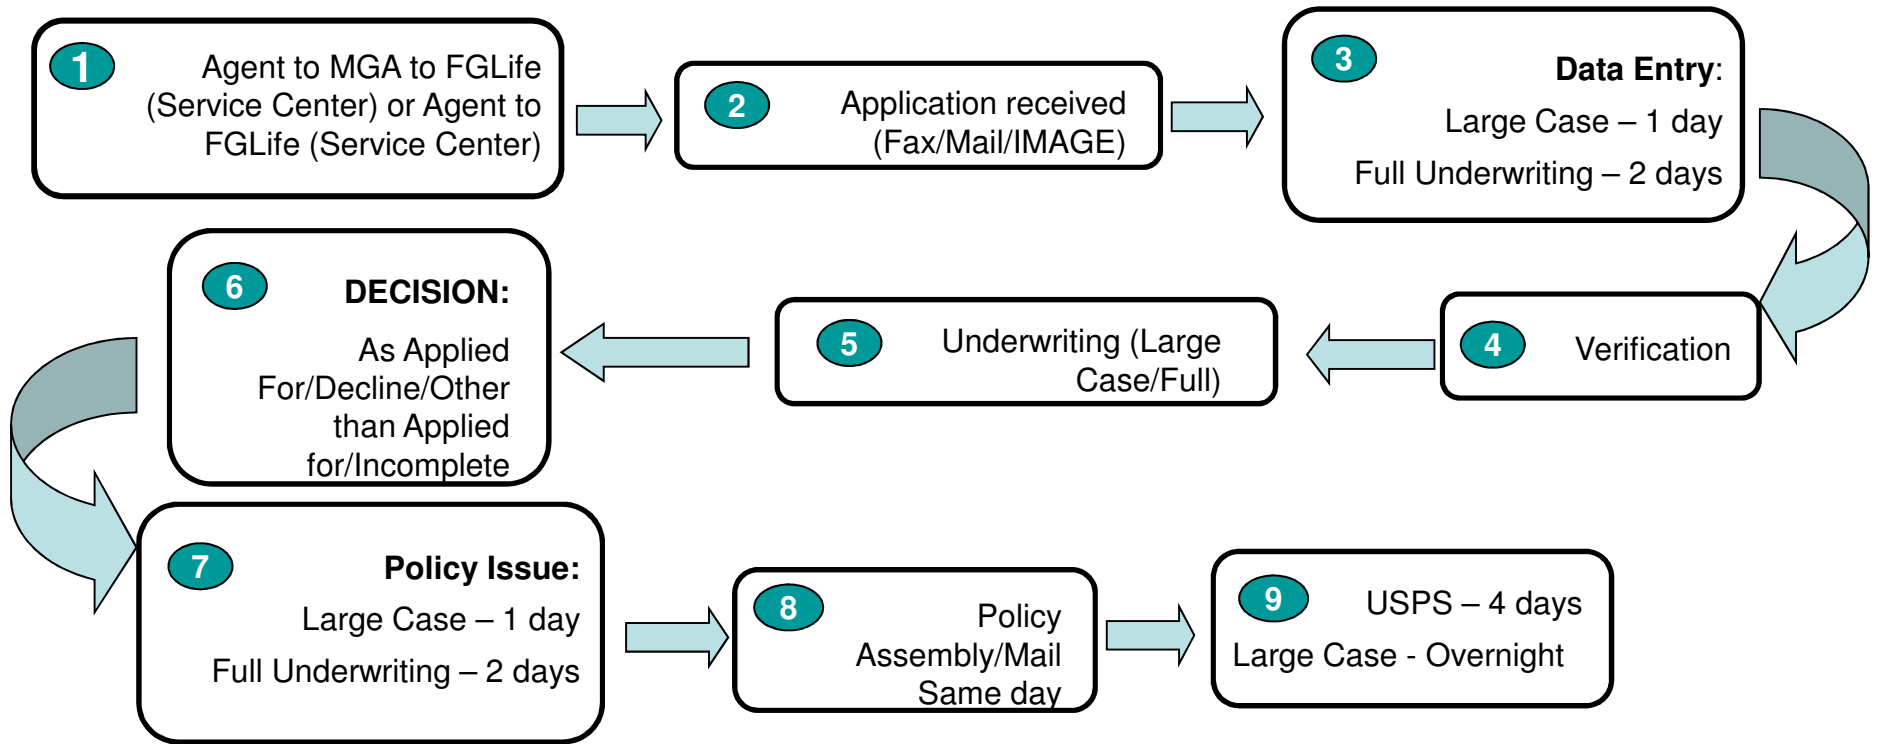 1
Agent to MGA to FGLife
(Service Center) or Agent to
FGLife (Service Center)
2
Application received
(Fax/Mail/IMAGE)
3
Data Entry:
Large Case – 1 day
Full Underwriting – 2 days
4
Verification
5
Underwriting (Large
Case/Full)
6
DECISION:
As Applied
For/Decline/Other
than Applied
for/Incomplete
7
Policy Issue:
Large Case – 1 day
Full Underwriting – 2 days
8
Policy
Assembly/Mail
Same day
9
USPS – 4 days
Large Case - Overnight